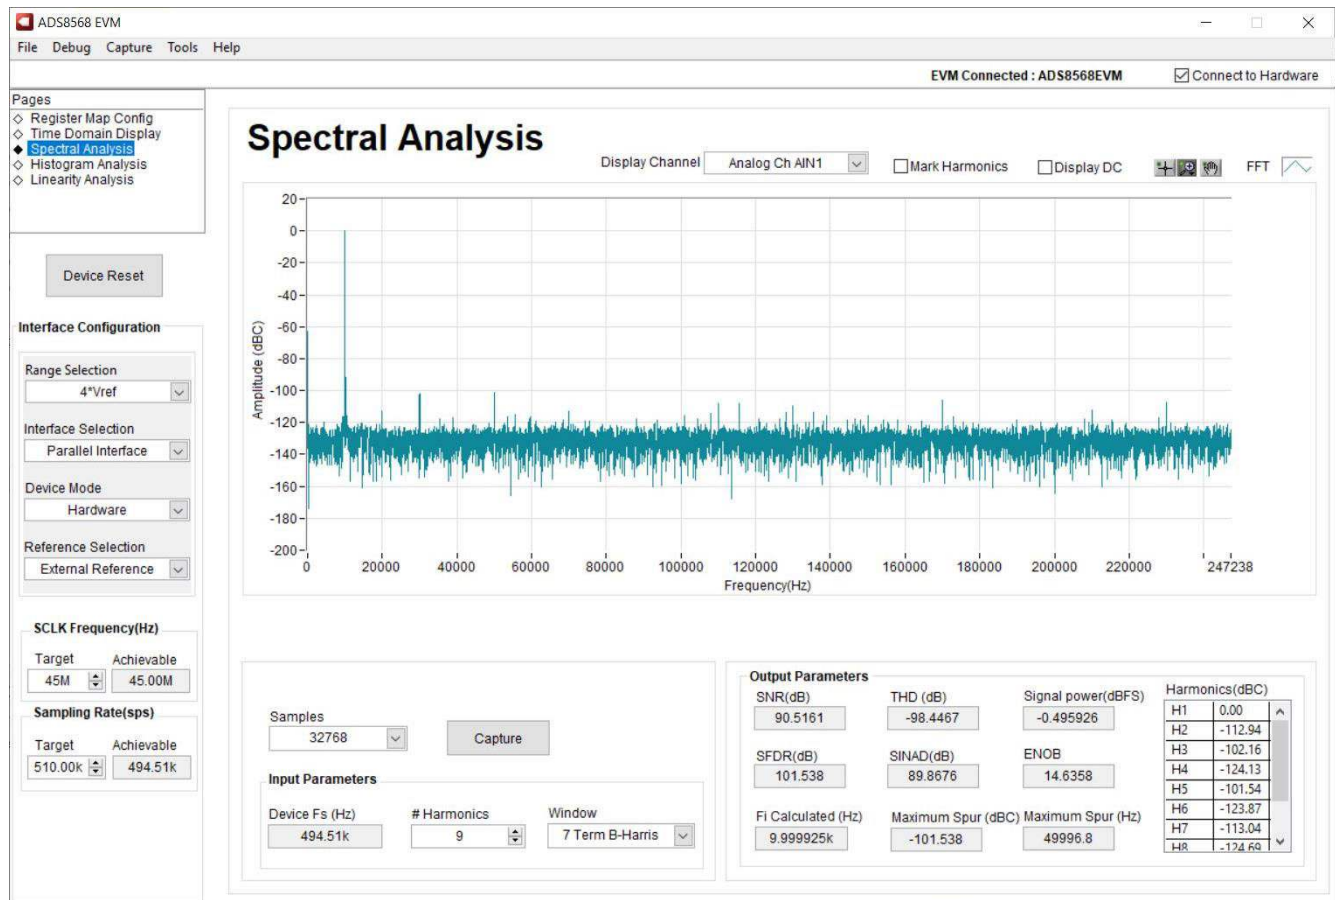 ADS8568 EVM
File Debug Capture Tools Help
EVM Connected : ADS8568EVM Connect to Hardware
Pages
Register Map Config
Time Domain Display
Spectral Analysis
Histogram Analysis
Linearity Analysis
Device Reset
Interface Configuration
Range Selection
4*Vref
Interface Selection
Parallel Interface
Device Mode
Hardware
Reference Selection
External Reference
SCLK Frequency(Hz)
Target Achievable
45M 45.00M
Sampling Rate(sps)
Target Achievable
510.00k 494.51k
Spectral Analysis
Display Channel Analog Ch AIN1 Mark Harmonics Display DC FFT
20
0
-20
-40
-60
-80
-100
-120
-140
-160
-180
-200
Amplitude (dBC)
0 20000 40000 60000 80000 100000 120000 140000 160000 180000 200000 220000 247238
Frequency(Hz)
Samples
32768 Capture
Input Parameters
Device Fs (Hz) # Harmonics Window
494.51k 9 7 Term B-Harris
Output Parameters
SNR(dB) THD (dB) Signal power(dBFS)
90.5161 -98.4467 -0.495926
SFDR(dB) SINAD(dB) ENOB
101.538 89.8676 14.6358
Fi Calculated (Hz) Maximum Spur (dBC) Maximum Spur (Hz)
9.999925k -101.538 49996.8
Harmonics(dBC)
H1 0.00
H2 -112.94
H3 -102.16
H4 -124.13
H5 -101.54
H6 -123.87
H7 -113.04
H8 -124.69